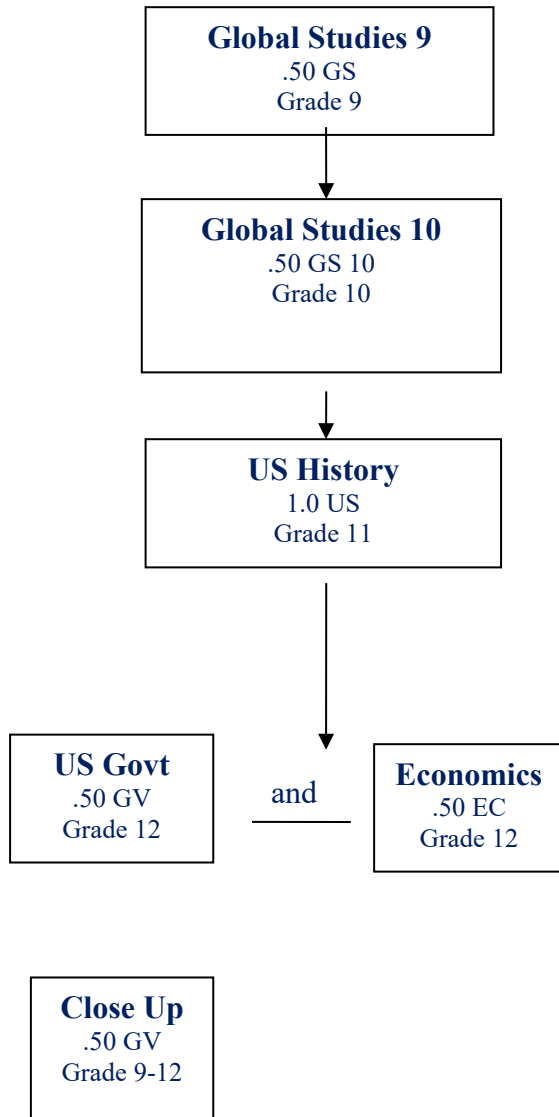 Global Studies 9
.50 GS
Grade 9
Global Studies 10
.50 GS 10
Grade 10
US History
1.0 US
Grade 11
US Govt
.50 GV
Grade 12
and
Economics
.50 EC
Grade 12
Close Up
.50 GV
Grade 9-12